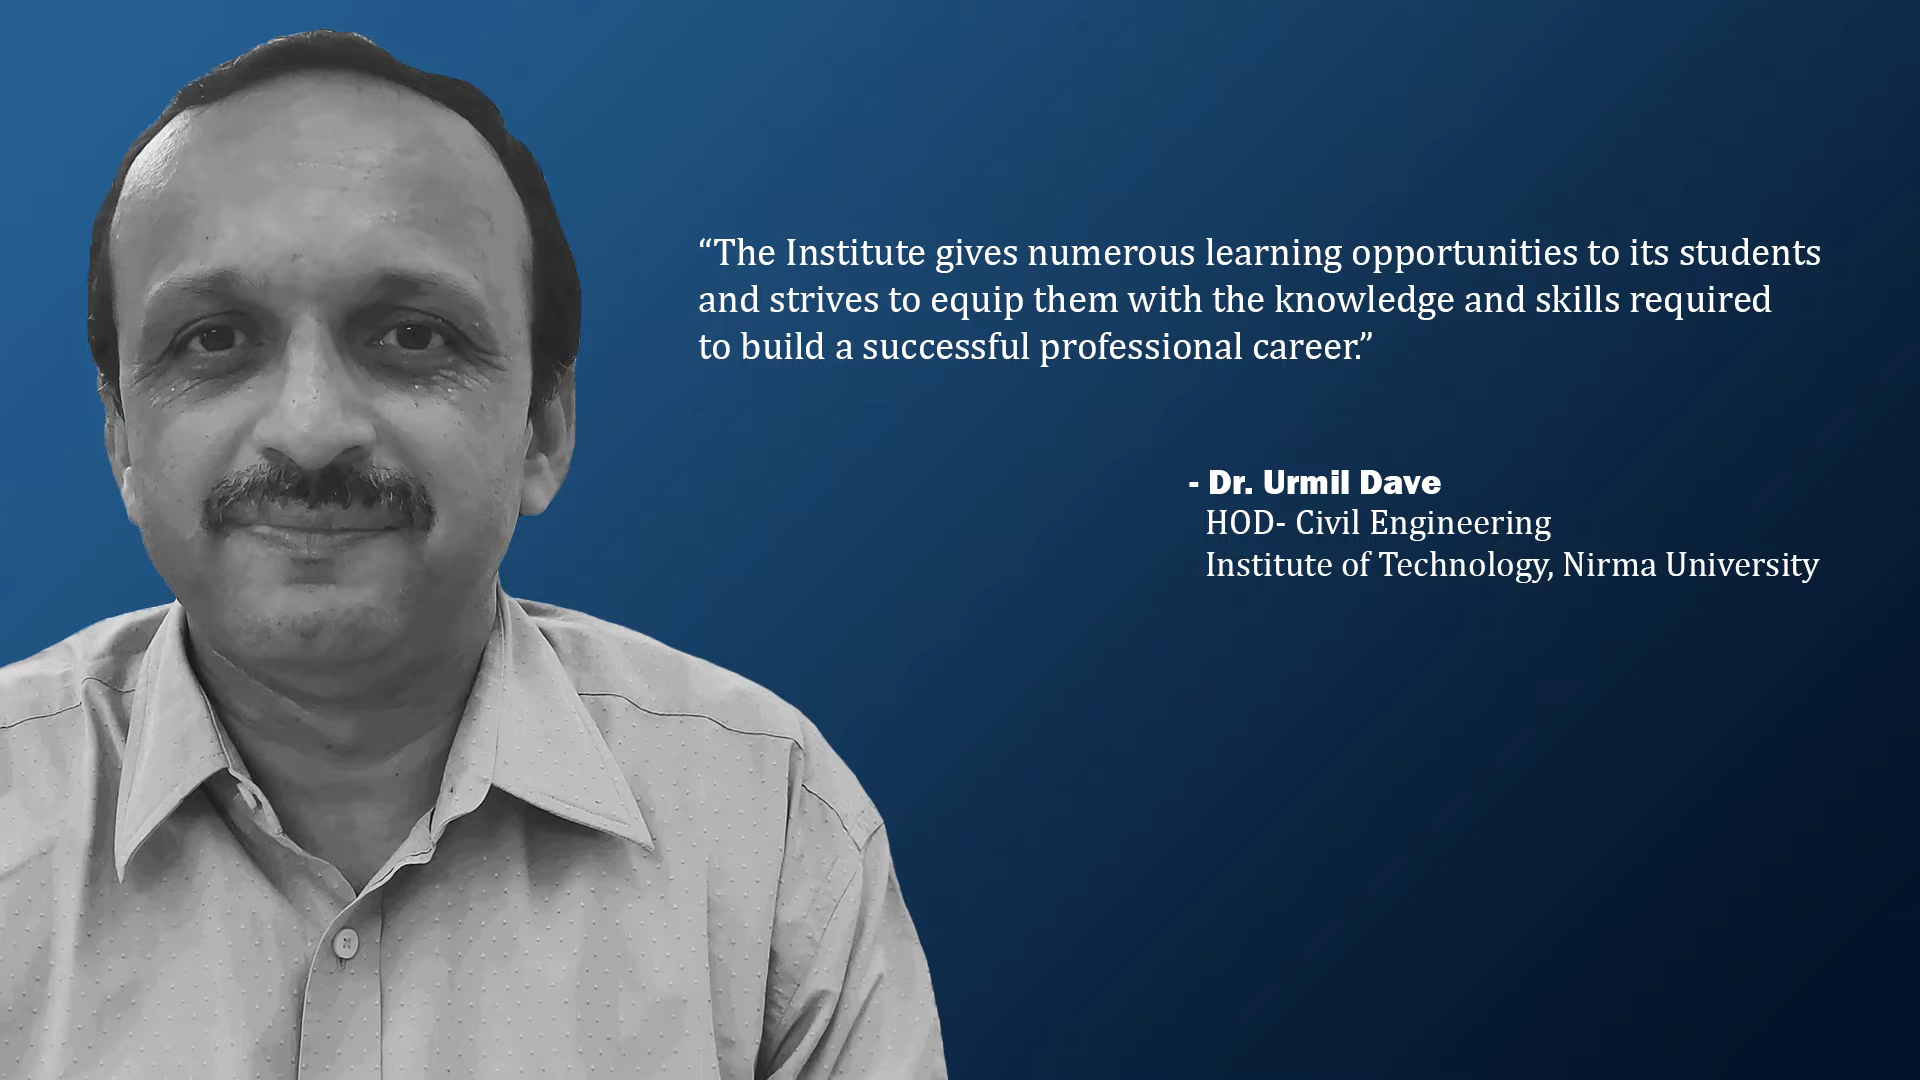 “The Institute gives numerous learning opportunities to its students
and strives to equip them with the knowledge and skills required
to build a successful professional career.”
- Dr. Urmil Dave
HOD- Civil Engineering
Institute of Technology, Nirma University